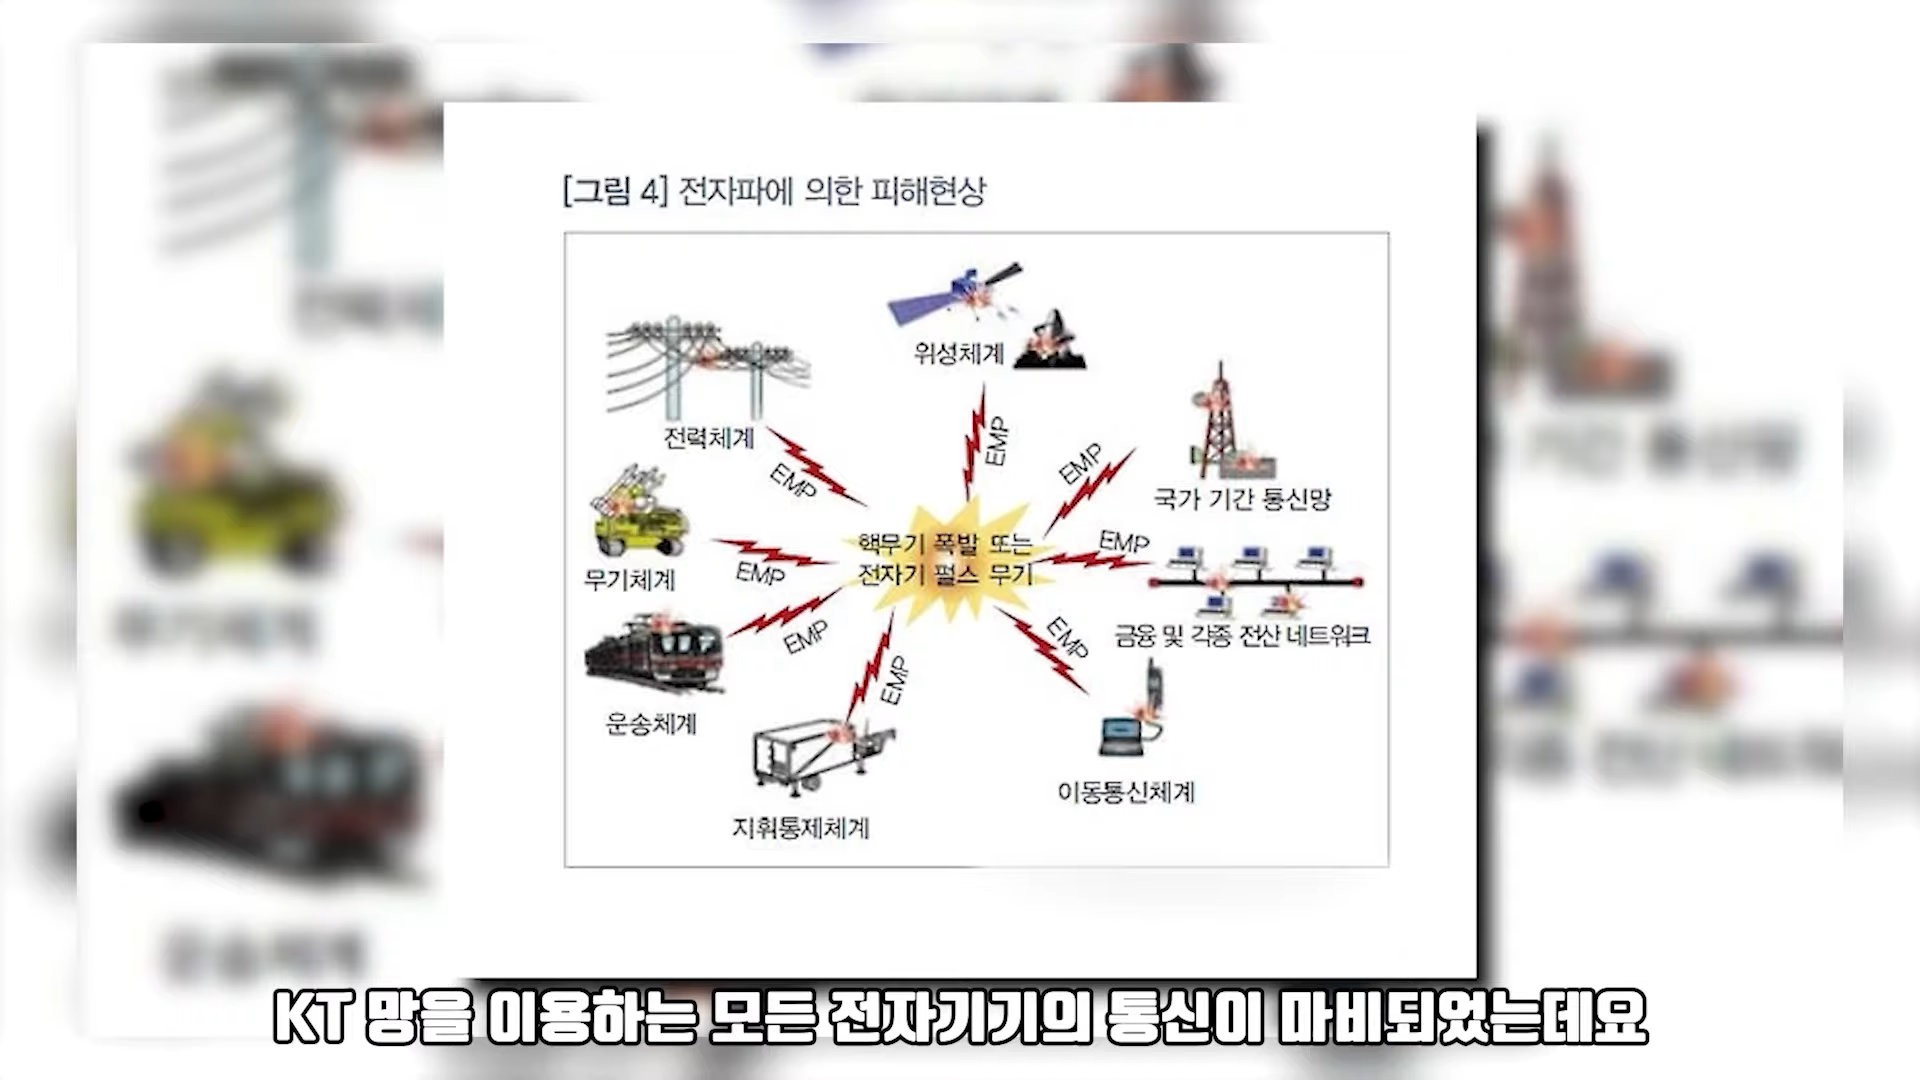 [그림 4] 전자파에 의한 피해현상
위성체계
전력체계
EMP
EMP
EMP
국가 기간 통신망
핵무기 폭발 또는
전자기 펄스 무기
EMP
EMP
무기체계
금융 및 각종 전산 네트워크
EMP
EMP
EMP
운송체계
이동통신체계
지휘통제체계
KT 망을 이용하는 모든 전자기기의 통신이 마비되었는데요